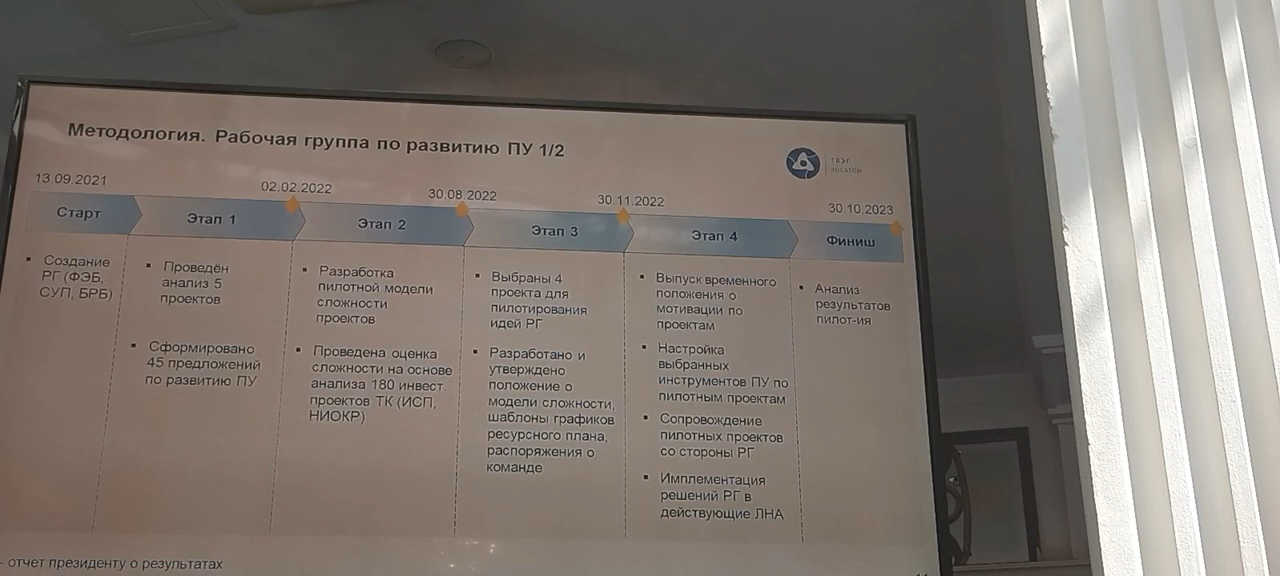 Методология. Рабочая группа по развитию ПУ 1/2
ТВЭЛ
РОСАТОМ
13.09.2021
02.02.2022
30.08.2022
30.11.2022
30.10.2023
Старт
Этап 1
Этап 2
Этап 3
Этап 4
Финиш
▪ Создание
РГ (ФЭБ,
СУП, БРБ)
▪ Проведён
анализ 5
проектов
▪ Сформировано
45 предложений
по развитию ПУ
▪ Разработка
пилотной модели
сложности
проектов
▪ Проведена оценка
сложности на основе
анализа 180 инвест.
проектов ТК (ИСП,
НИОКР)
▪ Выбраны 4
проекта для
пилотирования
идей РГ
▪ Разработано и
утверждено
положение о
модели сложности,
шаблоны графиков
ресурсного плана,
распоряжения о
команде
▪ Выпуск временного
положения о
мотивации по
проектам
▪ Настройка
выбранных
инструментов ПУ по
пилотным проектам
▪ Сопровождение
пилотных проектов
со стороны РГ
▪ Имплементация
решений РГ в
действующие ЛНА
▪ Анализ
результатов
пилот-ия
- отчет президенту о результатах